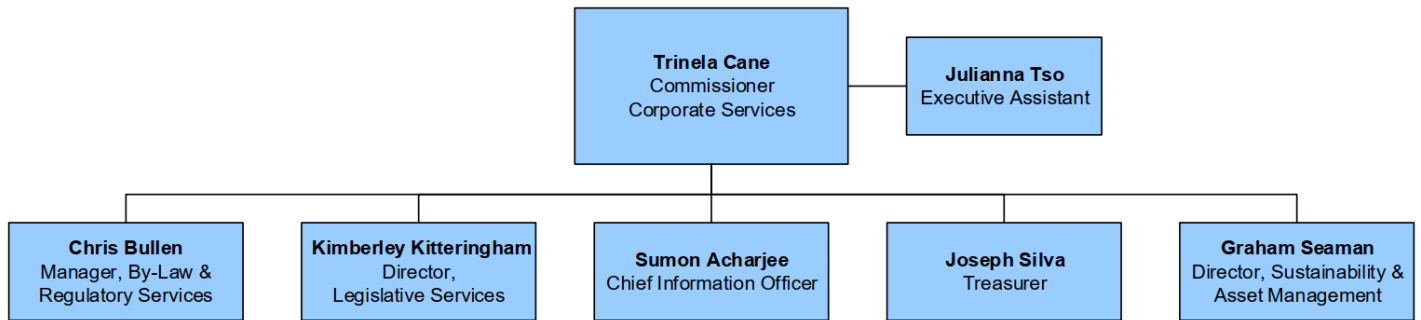 Trinela Cane
Commissioner
Corporate Services
Julianna Tso
Executive Assistant
Chris Bullen
Manager, By-Law &
Regulatory Services
Kimberley Kitteringham
Director,
Legislative Services
Sumon Acharjee
Chief Information Officer
Joseph Silva
Treasurer
Graham Seaman
Director, Sustainability &
Asset Management